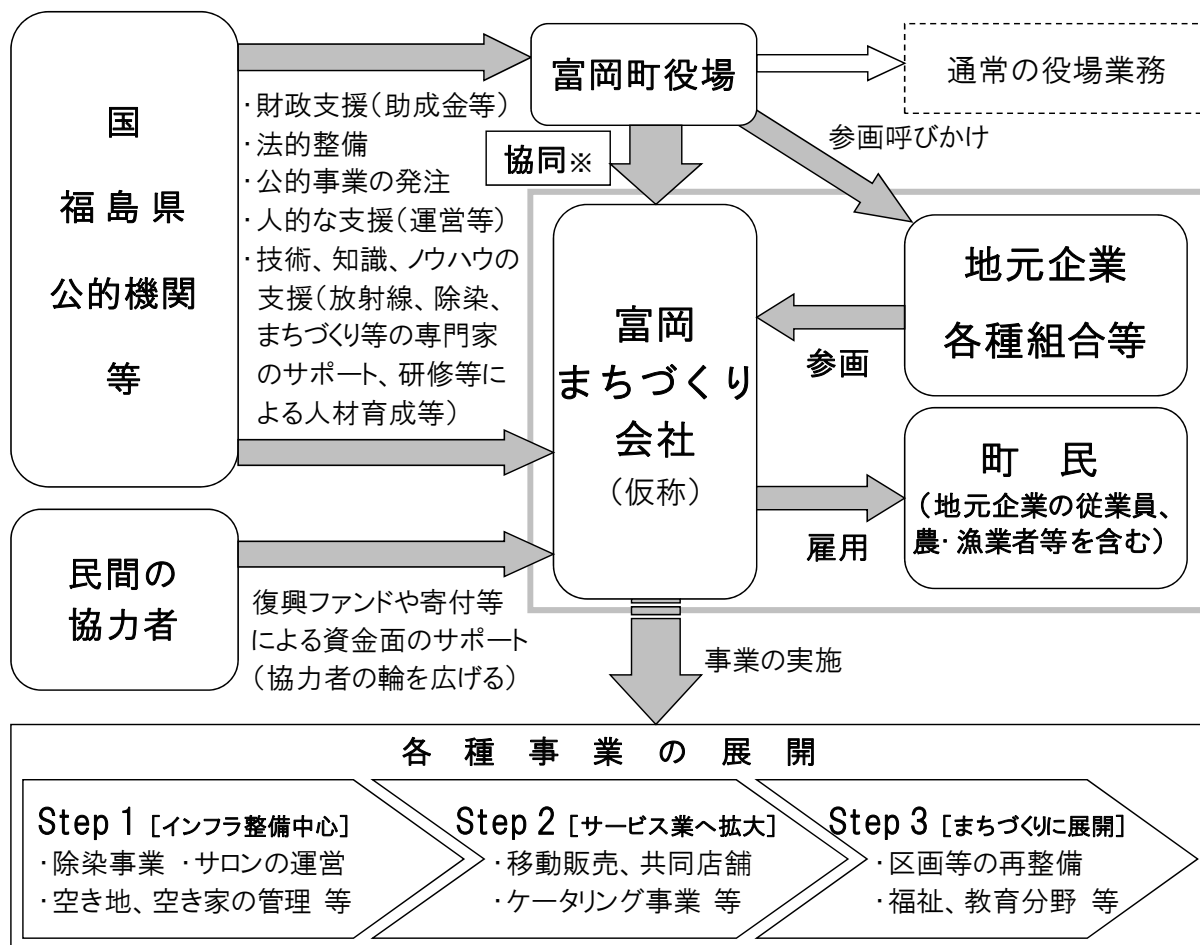 国
福島県
公的機関
等
富岡町役場
通常の役場業務
・財政支援(助成金等)
・法的整備
・公的事業の発注
・人的な支援(運営等)
・技術、知識、ノウハウの
支援(放射線、除染、
まちづくり等の専門家
のサポート、研修等に
よる人材育成等)
協同※
参画呼びかけ
富岡
まちづくり
会社
(仮称)
地元企業
各種組合等
参画
町 民
(地元企業の従業員、
農・漁業者等を含む)
雇用
民間の
協力者
復興ファンドや寄付等
による資金面のサポート
(協力者の輪を広げる)
事業の実施
各種事業の展開
Step 1 [インフラ整備中心]
・除染事業 ・サロンの運営
・空き地、空き家の管理 等
Step 2 [サービス業へ拡大]
・移動販売、共同店舗
・ケータリング事業 等
Step 3 [まちづくりに展開]
・区画等の再整備
・福祉、教育分野 等